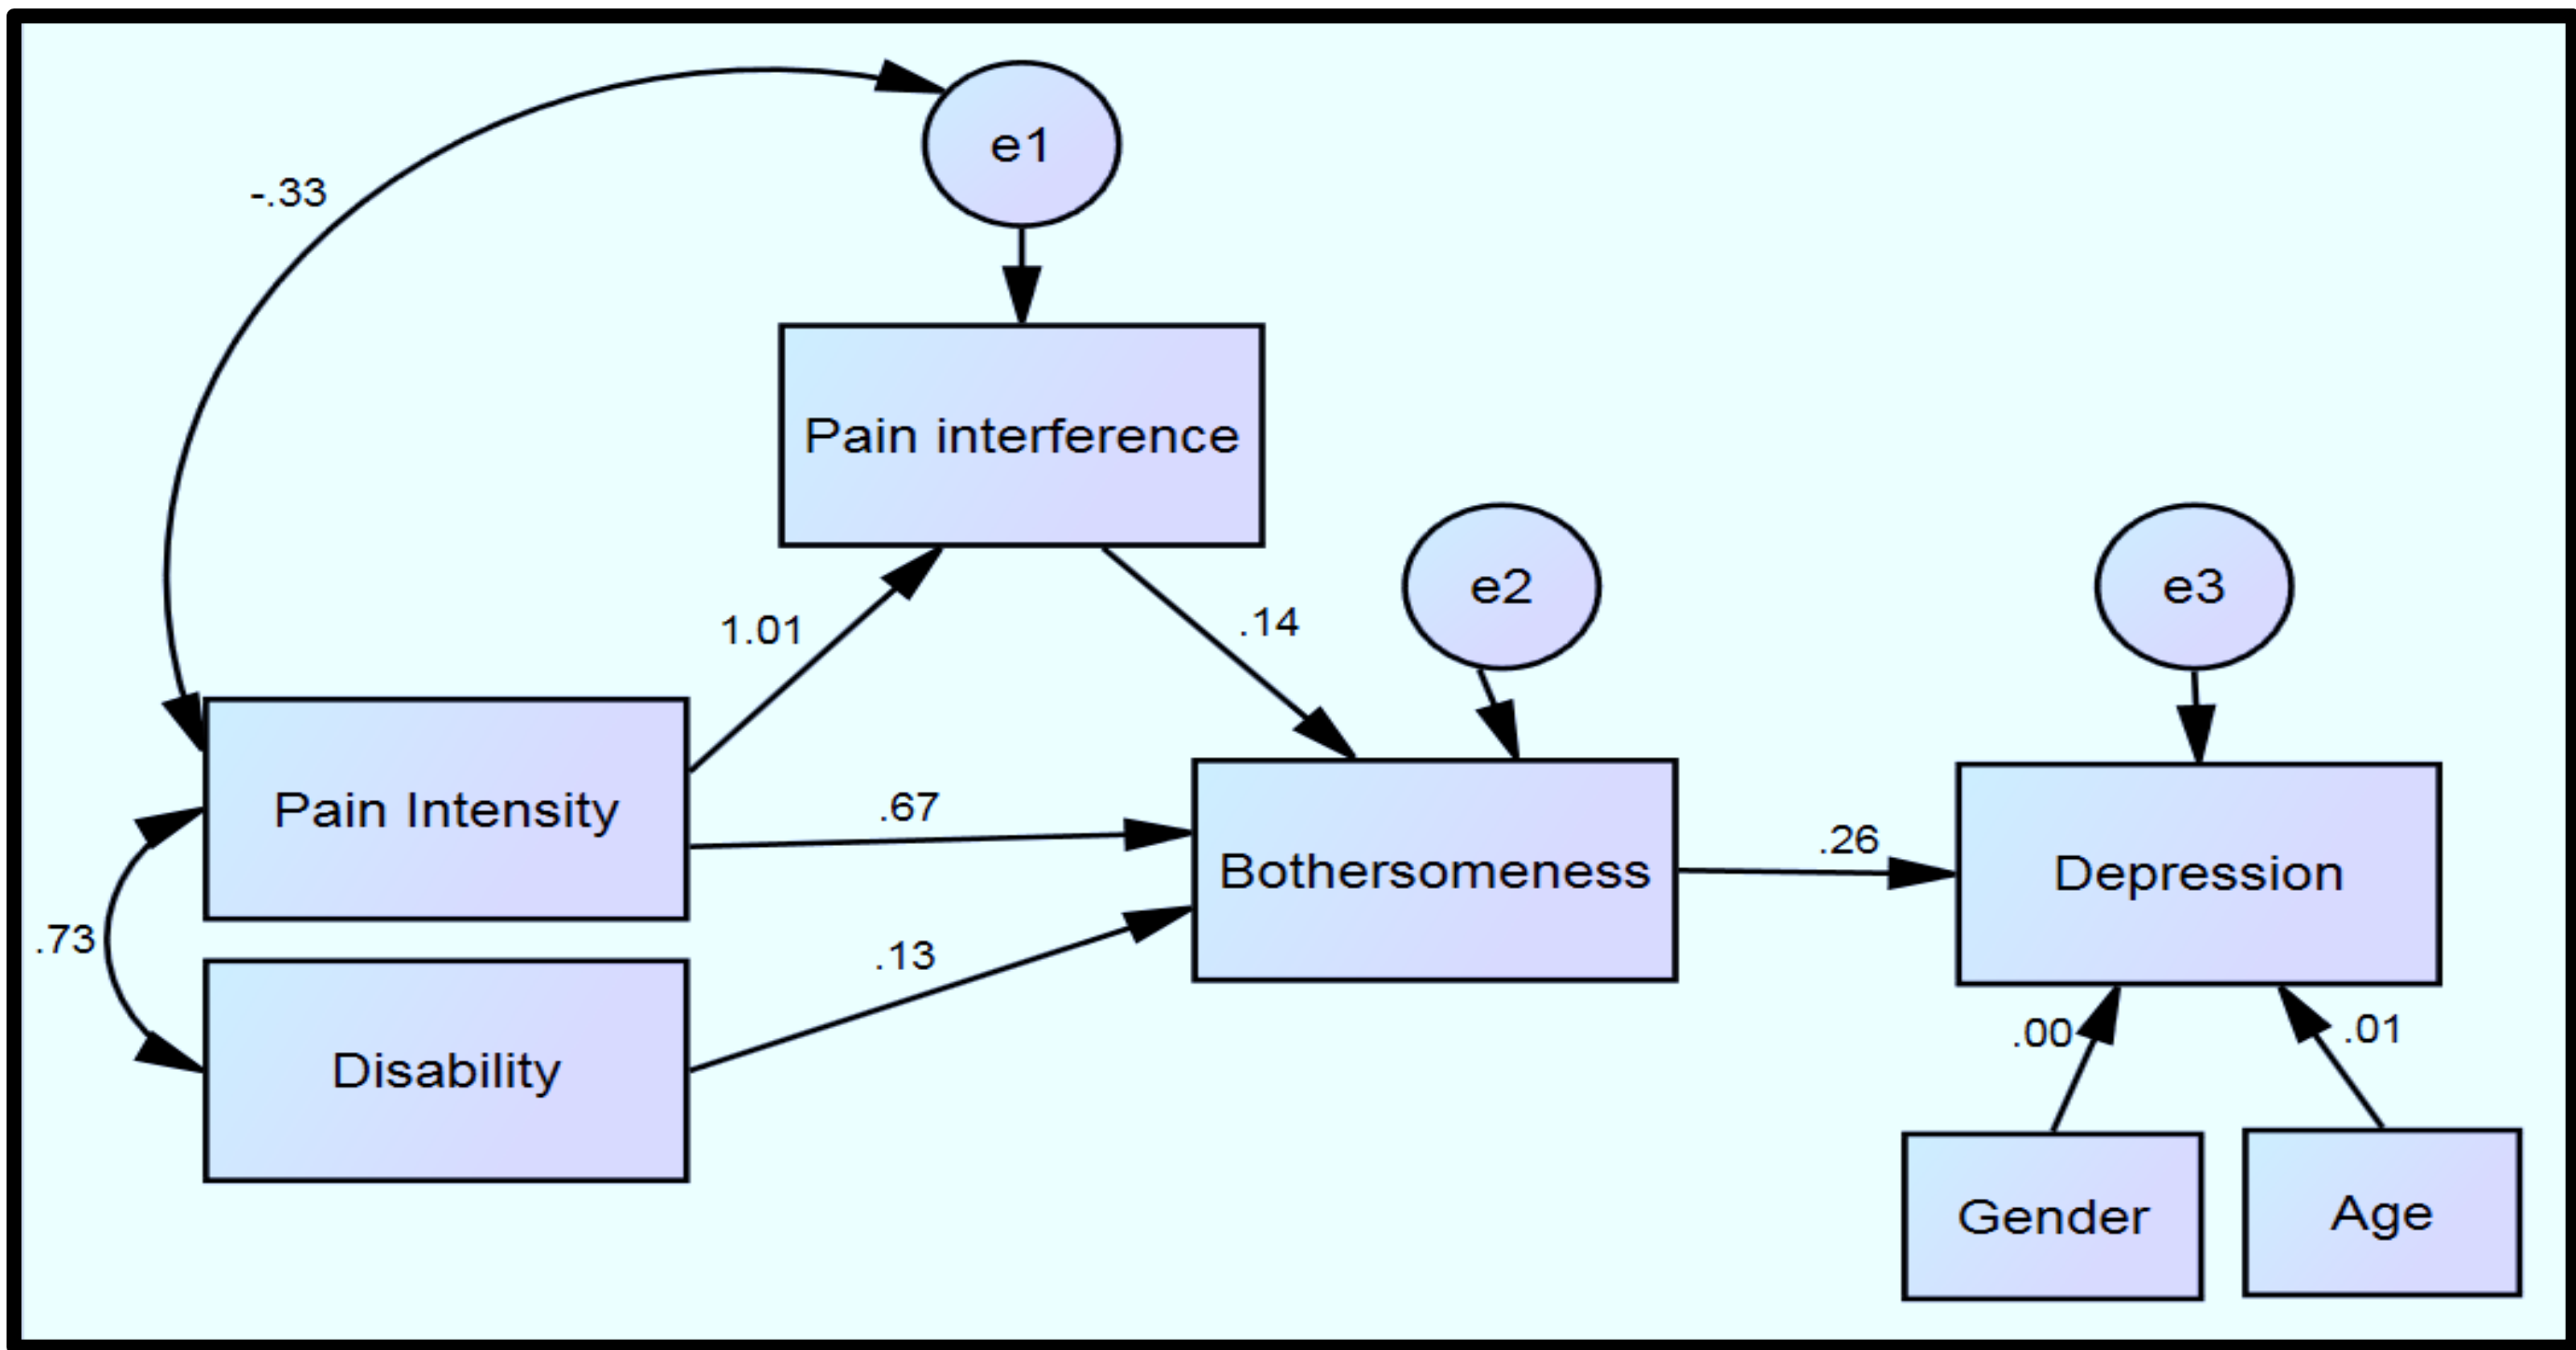 e1
-.33
Pain interference
e2
e3
1.01
.14
Pain Intensity
.67
Bothersomeness
.26
Depression
.73
.13
Disability
.00
.01
Gender
Age